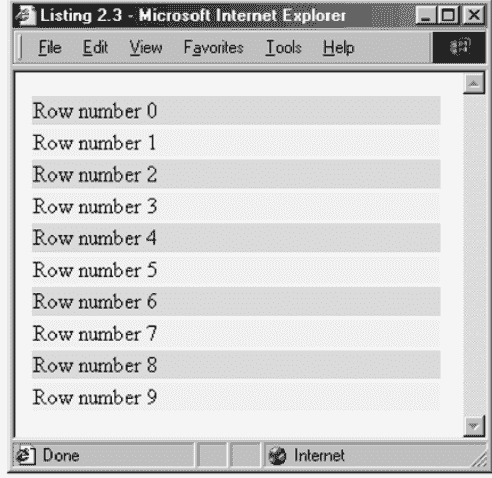 Listing 2.3 - Microsoft Internet Explorer
File Edit View Favorites Tools Help
Row number 0
Row number 1
Row number 2
Row number 3
Row number 4
Row number 5
Row number 6
Row number 7
Row number 8
Row number 9
Done Internet